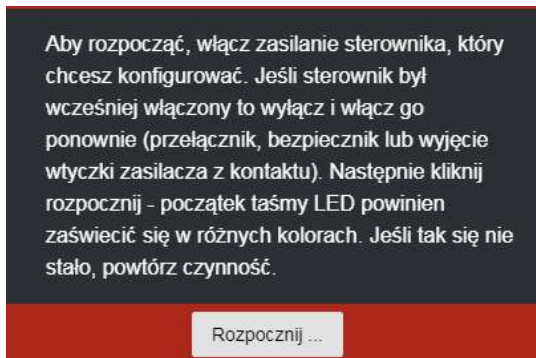 Aby rozpocząć, włącz zasilanie sterownika, który
chcesz konfigurować. Jeśli sterownik był
wcześniej włączony to wyłącz i włącz go
ponownie (przełącznik, bezpiecznik lub wyjęcie
wtyczki zasilacza z kontaktu). Następnie kliknij
rozpocznij - początek taśmy LED powinien
zaświecić się w różnych kolorach. Jeśli tak się nie
stało, powtórz czynność.
Rozpocznij ...